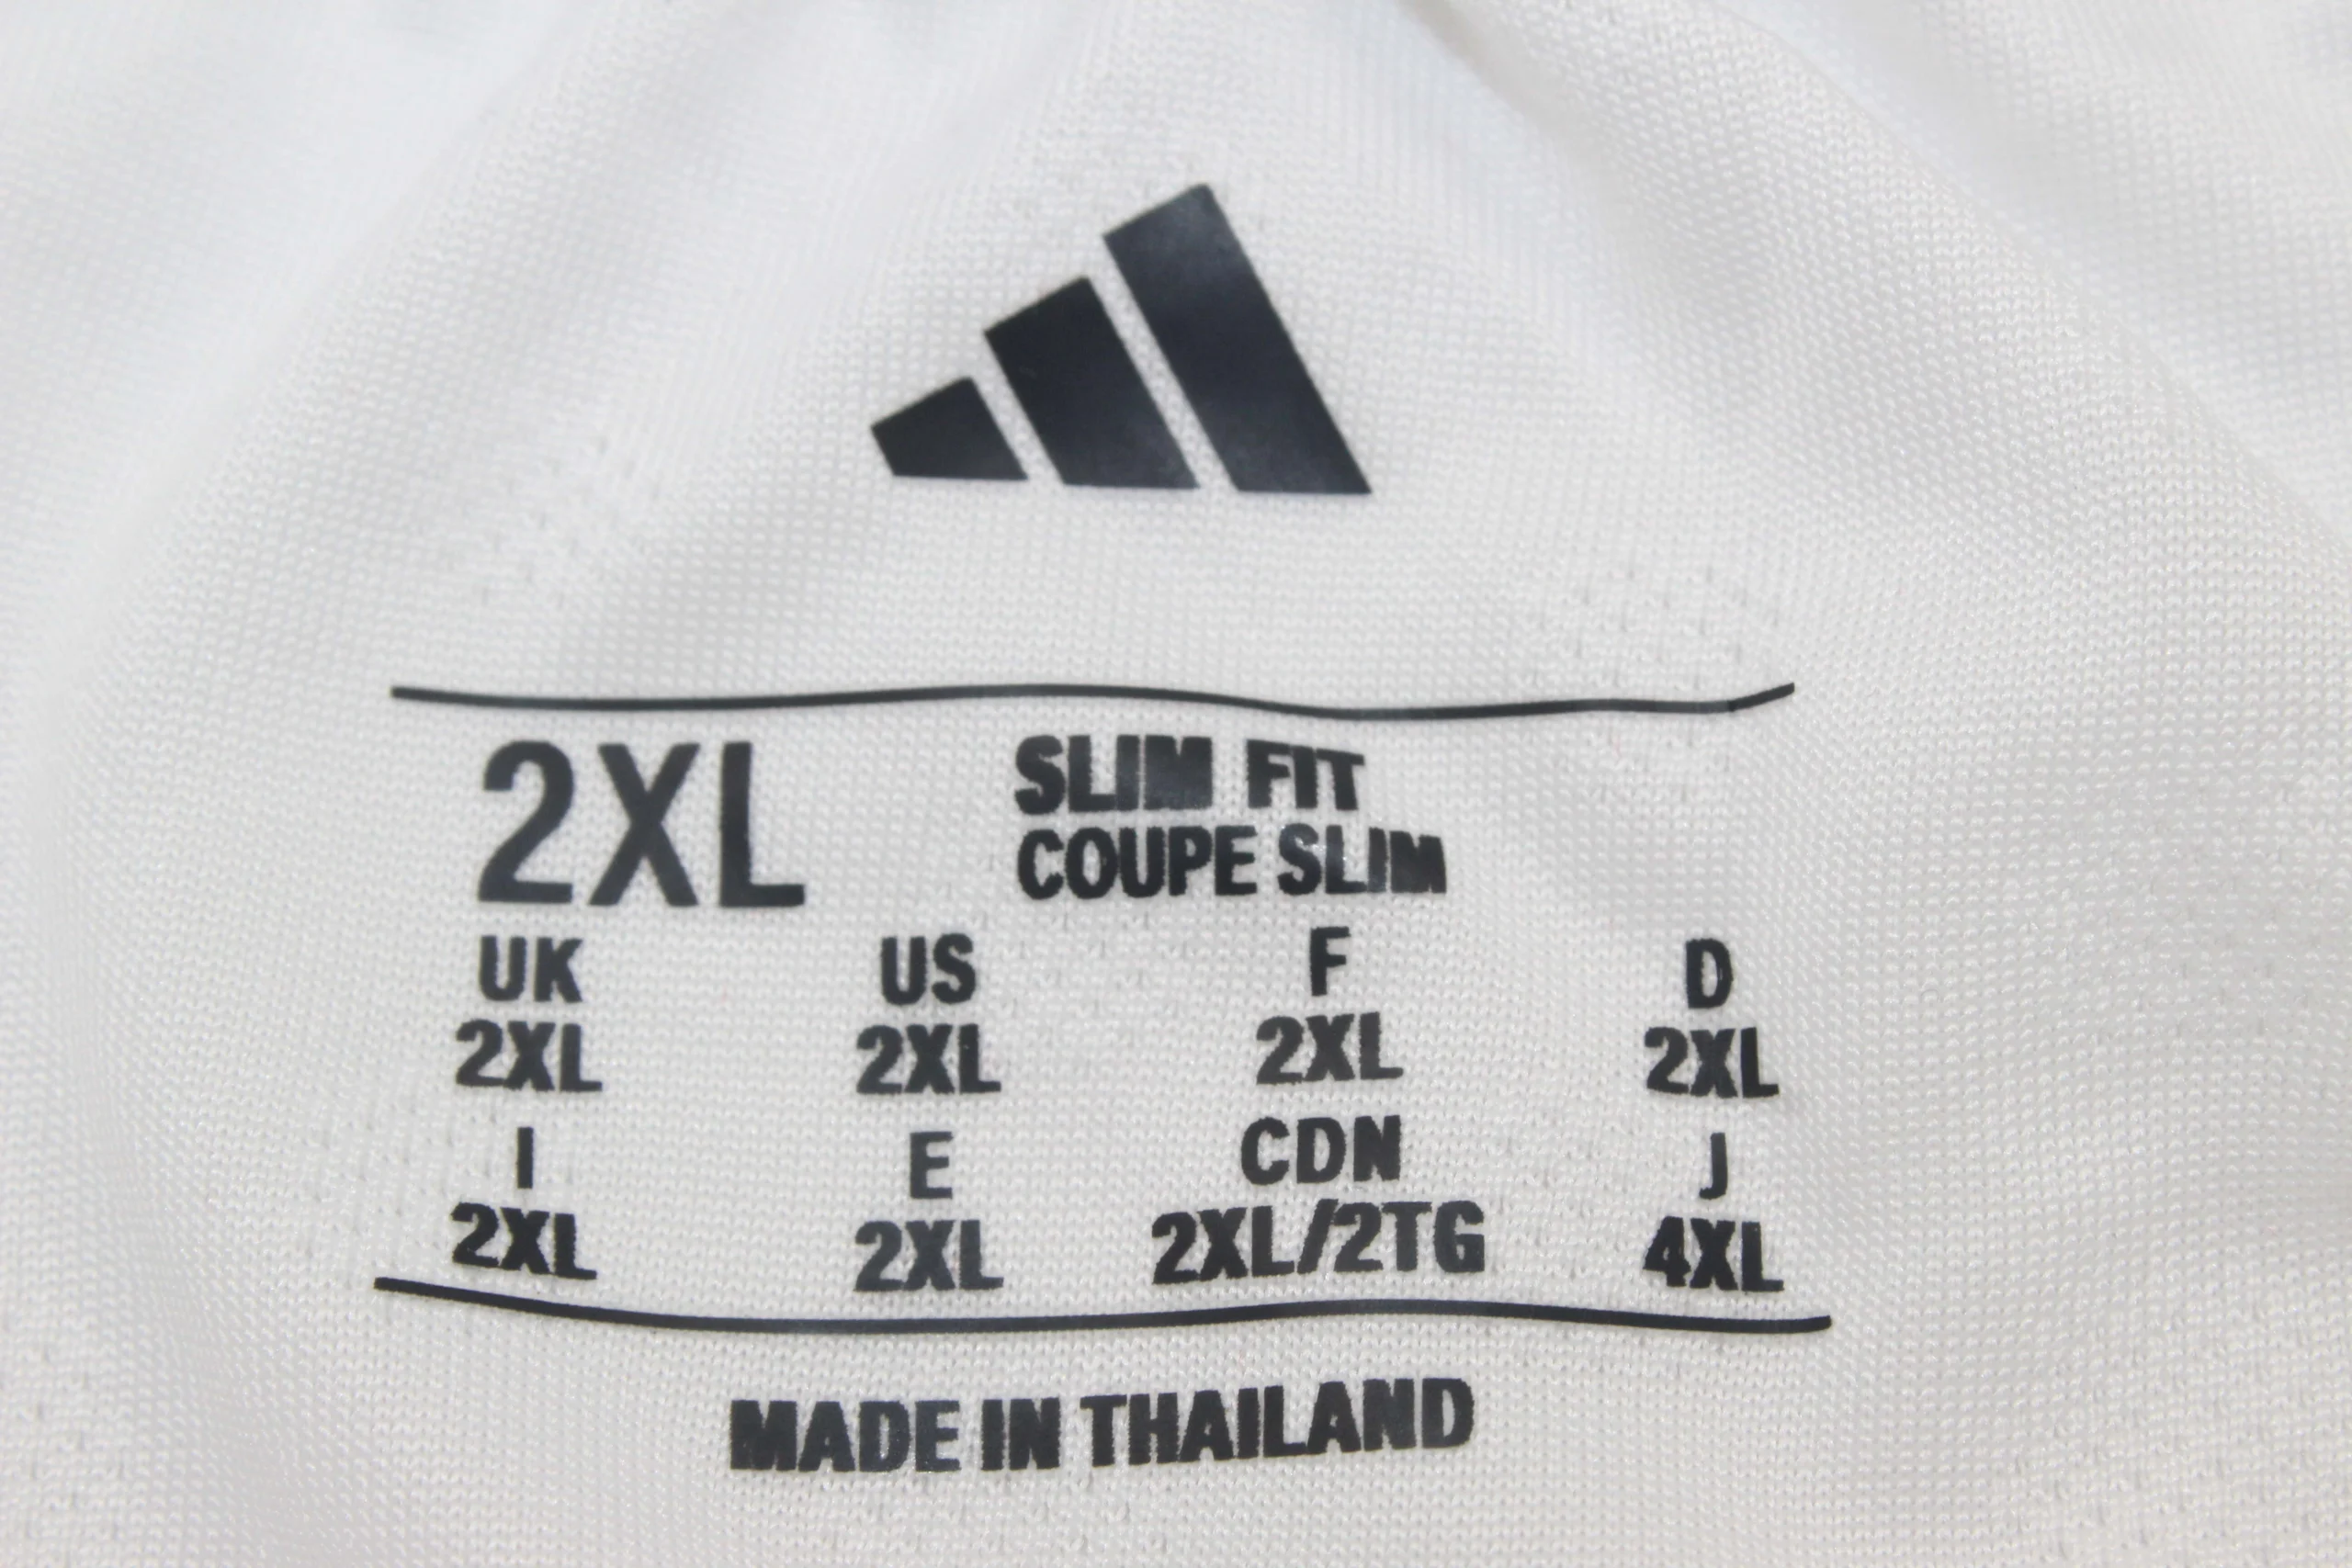 2XL SLIM FIT
COUPE SLIM
UK US F D
2XL 2XL 2XL 2XL
I E CDN J
2XL 2XL 2XL/2TG 4XL
MADE IN THAILAND